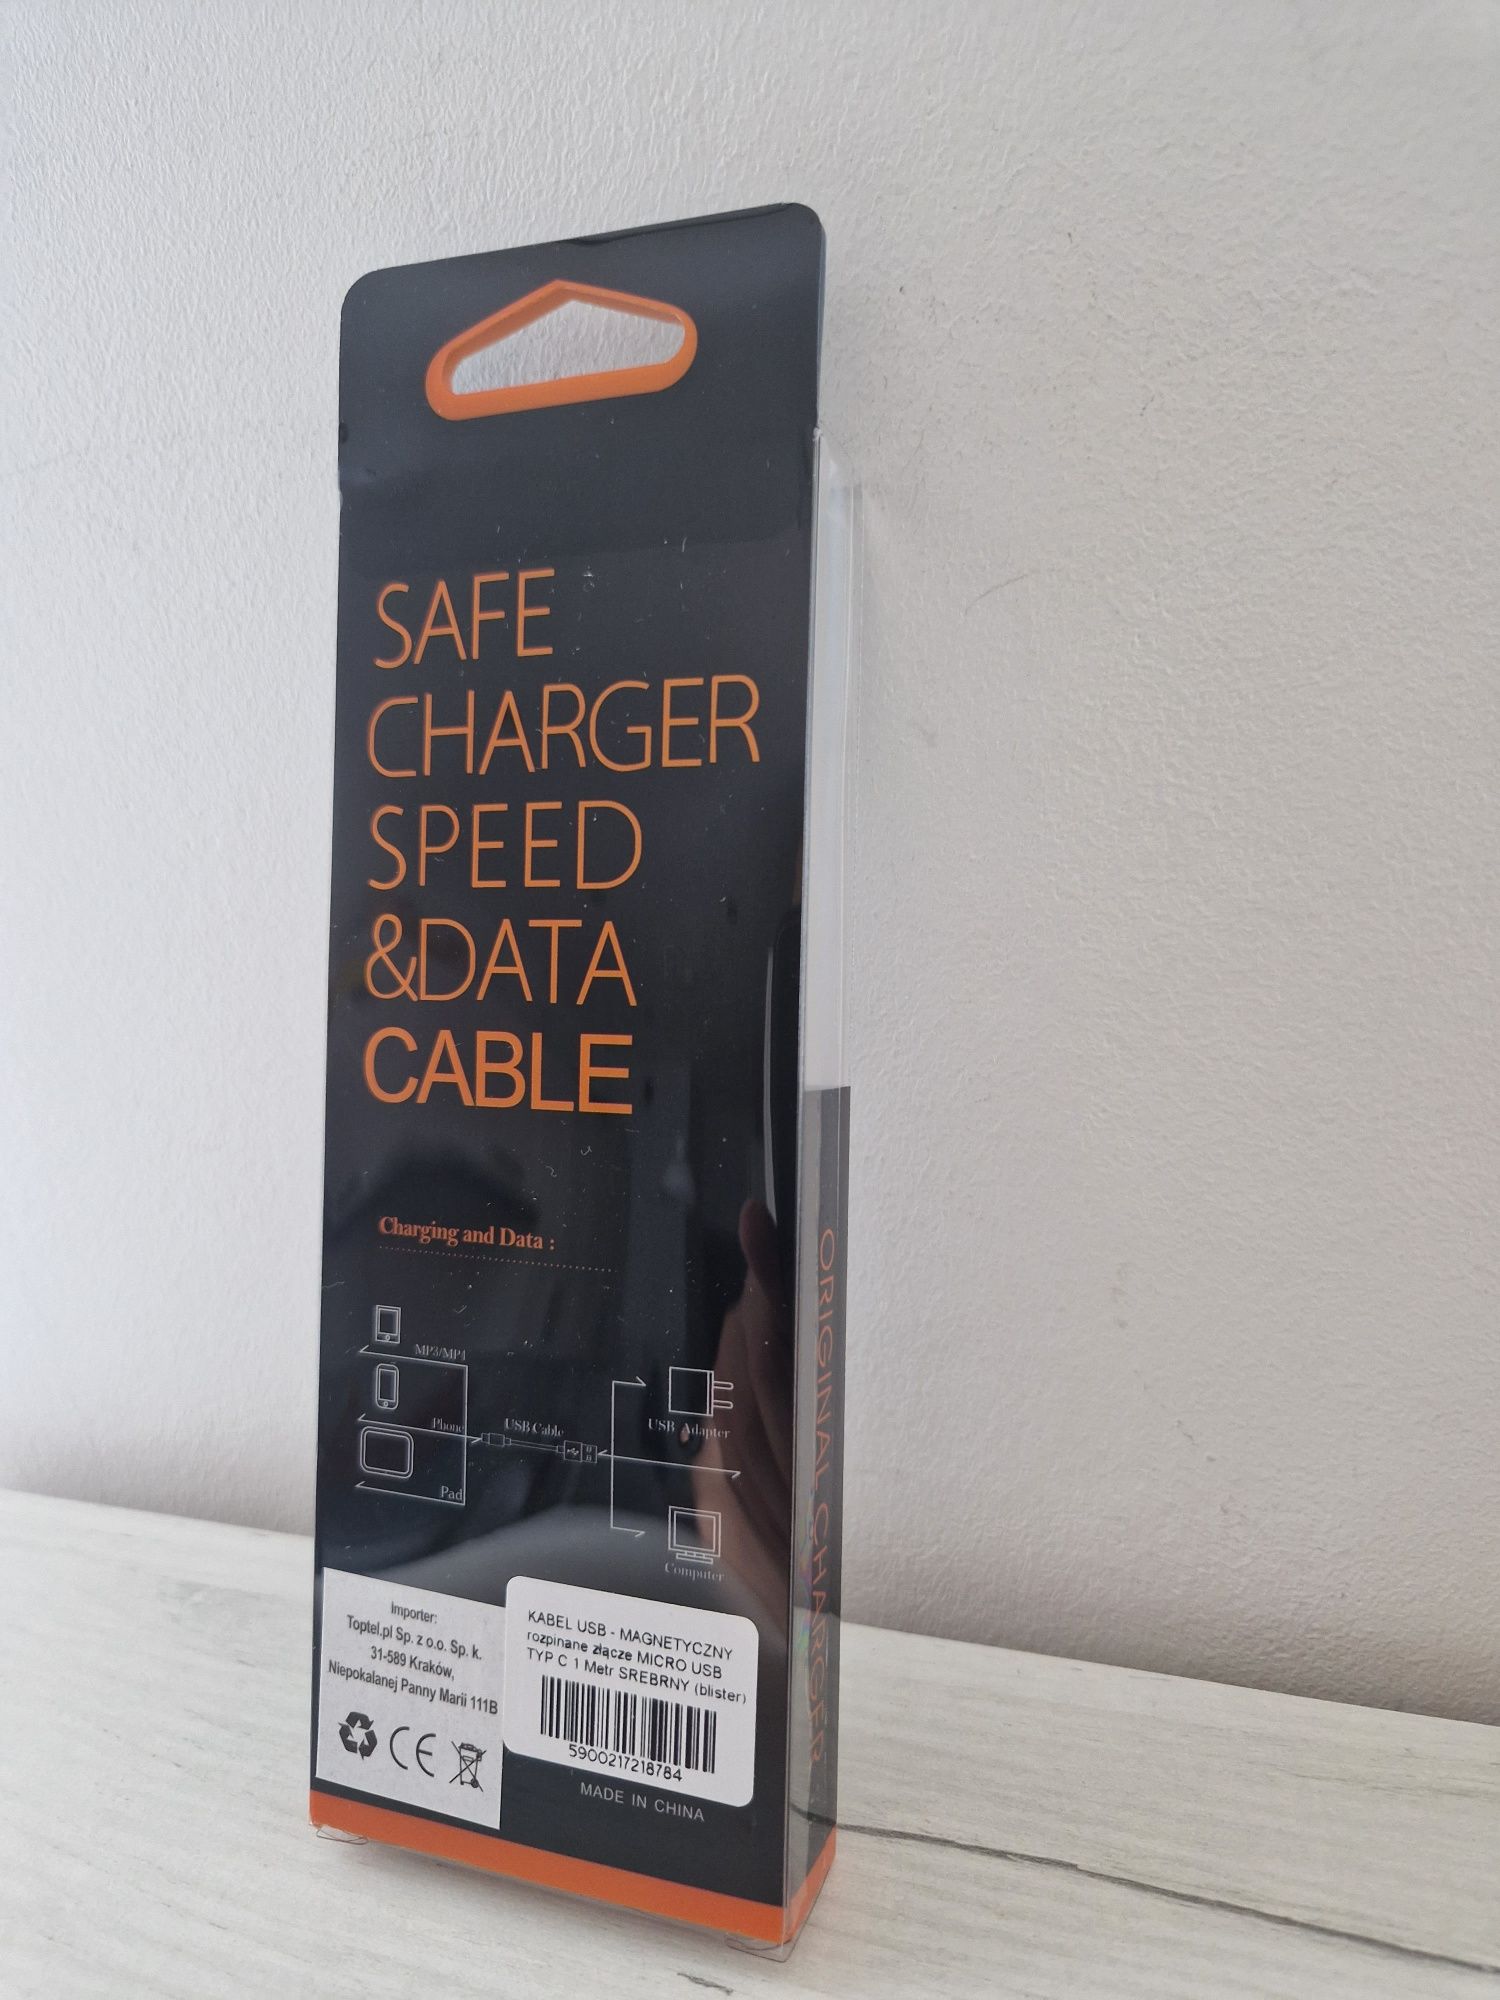 SAFE
CHARGER
SPEED
&DATA
CABLE
Charging and Data :
MP3/MP4
Phone
USB Cable
USB Adapter
Pad
Computer
Importer:
Toptel.pl Sp. z o.o. Sp. k.
31-589 Kraków,
Niepokalanej Panny Marii 111B
CE
KABEL USB - MAGNETYCZNY
rozpinane złącze MICRO USB
TYP C 1 Metr SREBRNY (blister)
5900217218784
MADE IN CHINA
ORIGINAL CHARGER